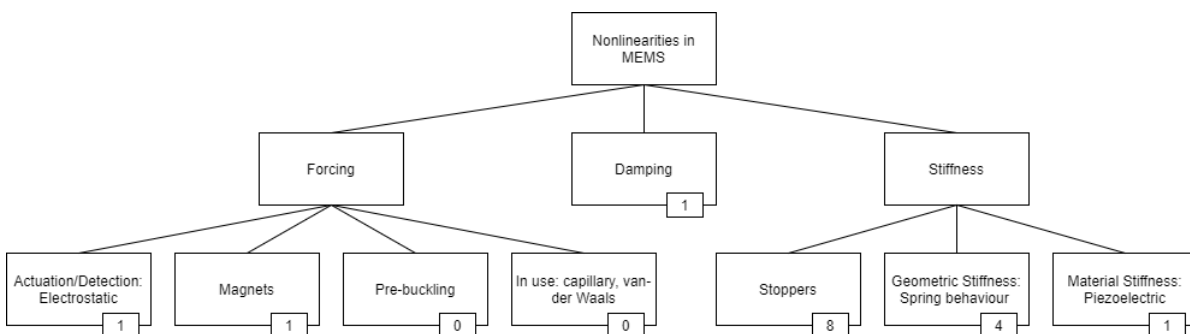 Nonlinearities in
MEMS
Forcing
Damping
1
Stiffness
Actuation/Detection:
Electrostatic
1
Magnets
1
Pre-buckling
0
In use: capillary, van-
der Waals
0
Stoppers
8
Geometric Stiffness:
Spring behaviour
4
Material Stiffness:
Piezoelectric
1